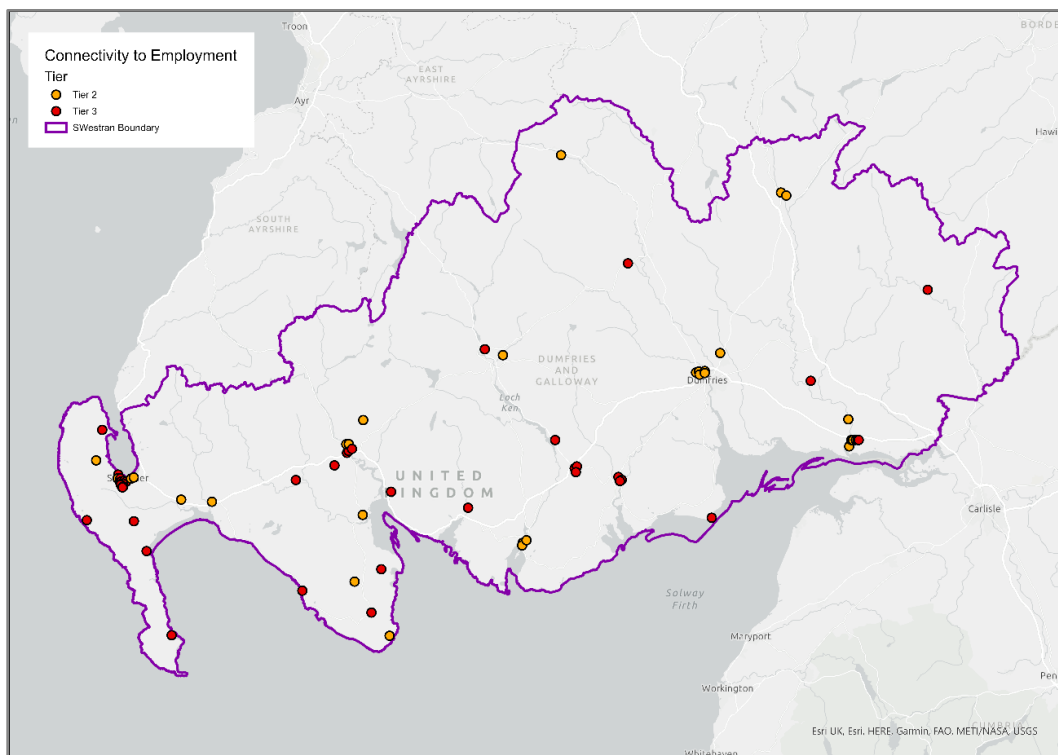 Connectivity to Employment
Tier
Tier 2
Tier 3
SWestran Boundary
Troon
Ayr
EAST
AYRSHIRE
SOUTH
AYRSHIRE
DUMFRIES
AND
GALLOWAY
Loch
Ken
Dumfries
UNITED
KINGDOM
Carlisle
Solway
Firth
Maryport
Workington
Whitehaven
CUMBRIA
Esri UK, Esri, HERE, Garmin, FAO, METI/NASA, USGS